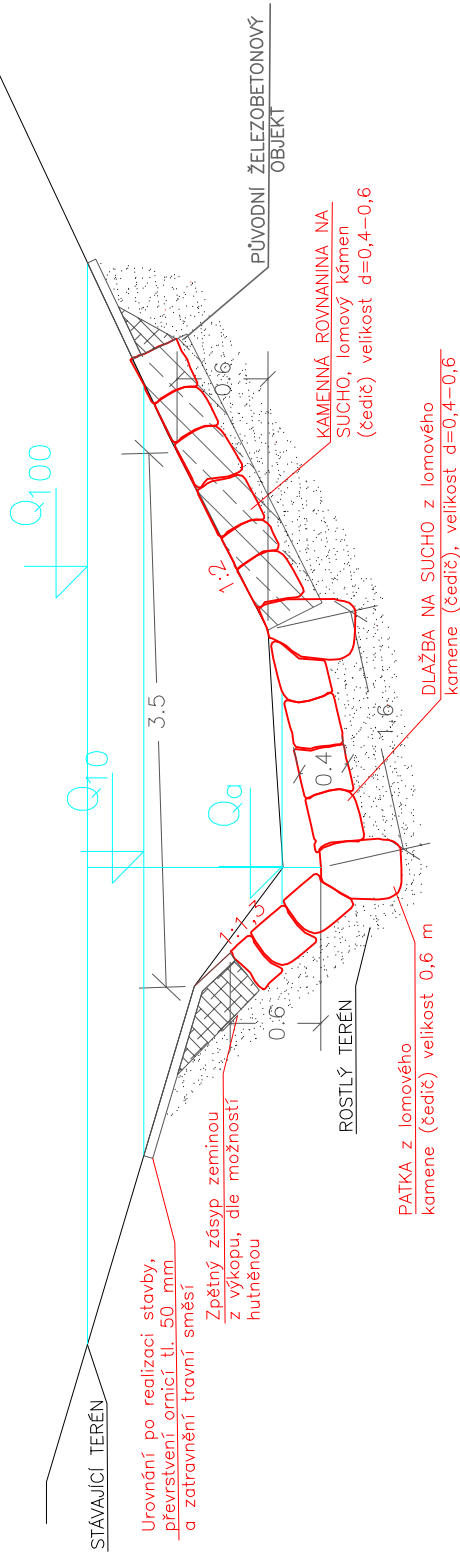 STÁVAJÍCÍ TERÉN
Urovnání po realizaci stavby,
převrstvení ornicí tl. 50 mm
a zatravnění travní směsí
Zpětný zásyp zeminou
z výkopu, dle možností
hutněnou
ROSTLÝ TERÉN
PATKA z lomového
kamene (čedič) velikost 0,6 m
Q10
Q100
Qa
3.5
1:1,3
0.6
0.4
1.6
1:2
0.6
DLAŽBA NA SUCHO z lomového
kamene (čedič), velikost d=0,4-0,6
KAMENNÁ ROVNANINA NA
SUCHO, lomový kámen
(čedič) velikost d=0,4-0,6
PŮVODNÍ ŽELEZOBETONOVÝ
OBJEKT